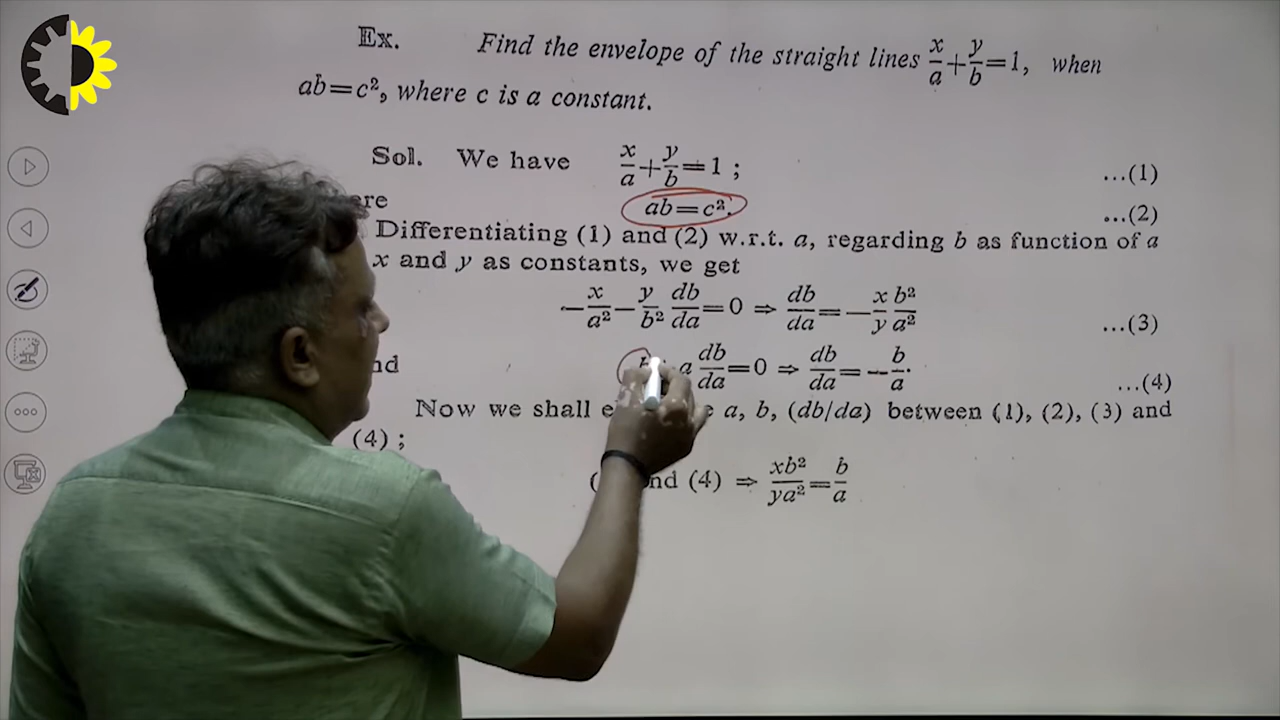 Ex. Find the envelope of the straight lines x/a + y/b = 1, when
ab=c², where c is a constant.
Sol. We have x/a + y/b = 1 ; ...(1)
ab=c². ...(2)
Differentiating (1) and (2) w.r.t. a, regarding b as function of a
x and y as constants, we get
-x/a² - y/b² db/da = 0 ⇒ db/da = -x/y b²/a² ...(3)
a db/da = 0 ⇒ db/da = -b/a. ...(4)
Now we shall a, b, (db/da) between (1), (2), (3) and
(4) ;
(4) ⇒ xb²/ya² = b/a